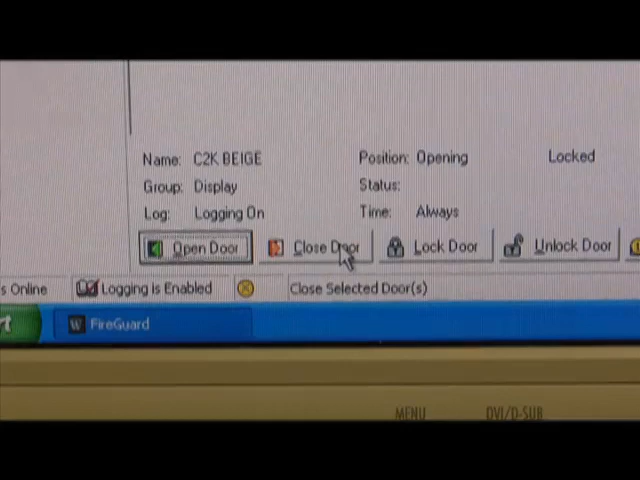 Name: C2K BEIGE Position: Opening Locked
Group: Display Status:
Log: Logging On Time: Always
Open Door Close Door Lock Door Unlock Door
s Online Logging is Enabled Close Selected Door(s)
rt FireGuard
MENU DVI/D-SUB